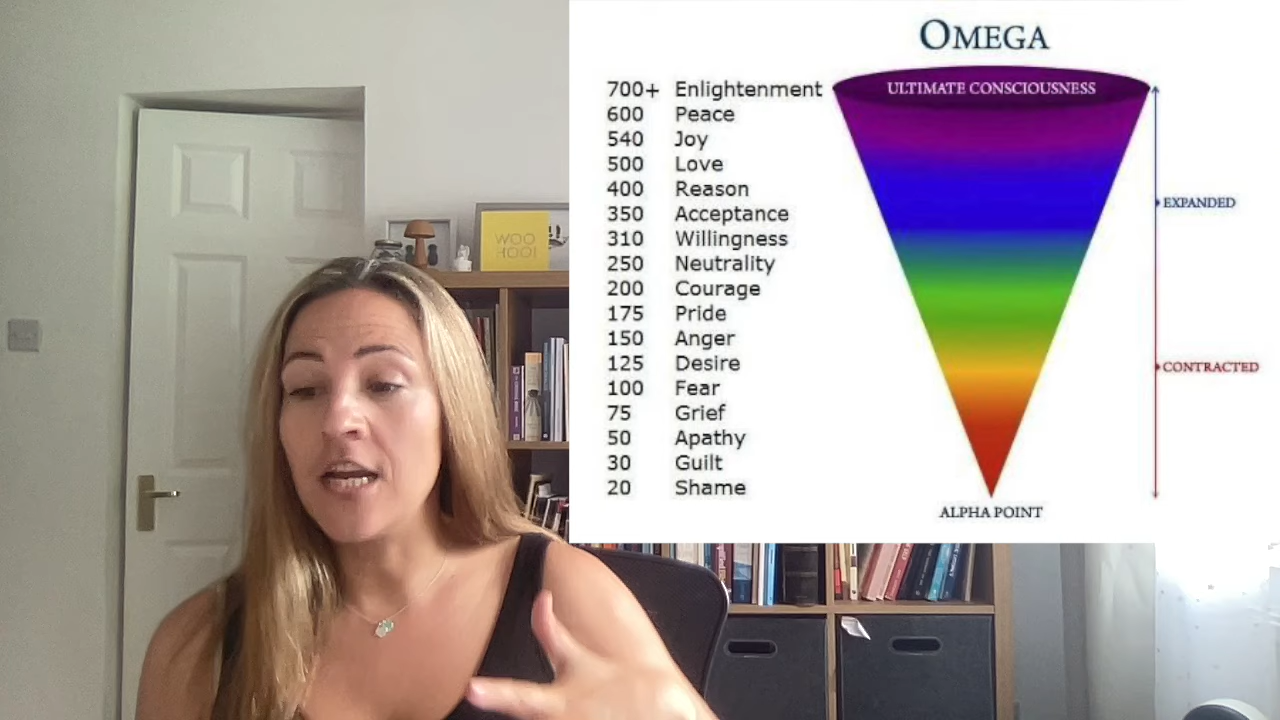 OMEGA
700+ Enlightenment
600 Peace
540 Joy
500 Love
400 Reason
350 Acceptance
310 Willingness
250 Neutrality
200 Courage
175 Pride
150 Anger
125 Desire
100 Fear
75 Grief
50 Apathy
30 Guilt
20 Shame
ULTIMATE CONSCIOUSNESS
EXPANDED
CONTRACTED
ALPHA POINT
WOO
HOO!